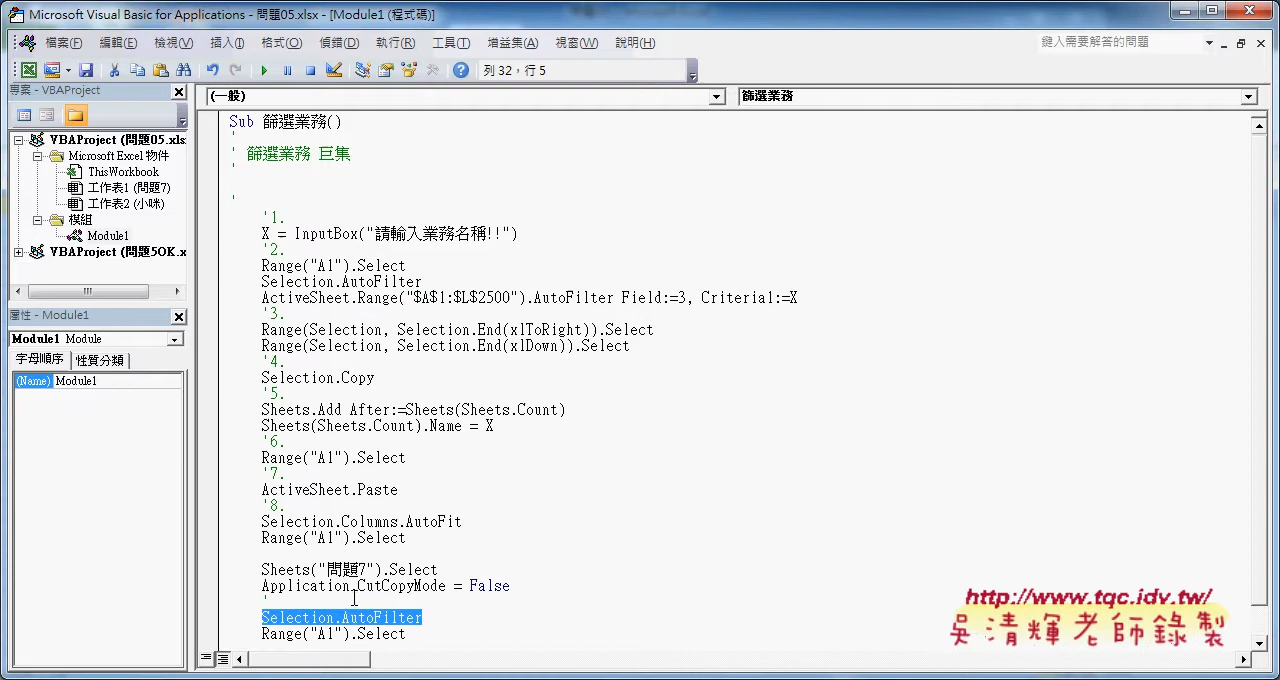 Microsoft Visual Basic for Applications - 問題05.xlsx - [Module1 (程式碼)]
檔案(F) 編輯(E) 檢視(V) 插入(I) 格式(O) 偵錯(D) 執行(R) 工具(T) 增益集(A) 視窗(W) 說明(H) 鍵入需要解答的問題
列 32，行 5
專案 - VBAProject
(一般) 篩選業務
VBAProject (問題05.xls
Microsoft Excel 物件
ThisWorkbook
工作表1 (問題7)
工作表2 (小咪)
模組
Module1
VBAProject (問題5OK.x
屬性 - Module1
Module1 Module
字母順序 性質分類
(Name) Module1
Sub 篩選業務()
'
' 篩選業務 巨集
'
'
'1.
X = InputBox("請輸入業務名稱!!")
'2.
Range("A1").Select
Selection.AutoFilter
ActiveSheet.Range("$A$1:$L$2500").AutoFilter Field:=3, Criteria1:=X
'3.
Range(Selection, Selection.End(xlToRight)).Select
Range(Selection, Selection.End(xlDown)).Select
'4.
Selection.Copy
'5.
Sheets.Add After:=Sheets(Sheets.Count)
Sheets(Sheets.Count).Name = X
'6.
Range("A1").Select
'7.
ActiveSheet.Paste
'8.
Selection.Columns.AutoFit
Range("A1").Select
Sheets("問題7").Select
Application.CutCopyMode = False
'
Selection.AutoFilter
Range("A1").Select
http://www.tqc.idv.tw/
吳清輝老師錄製